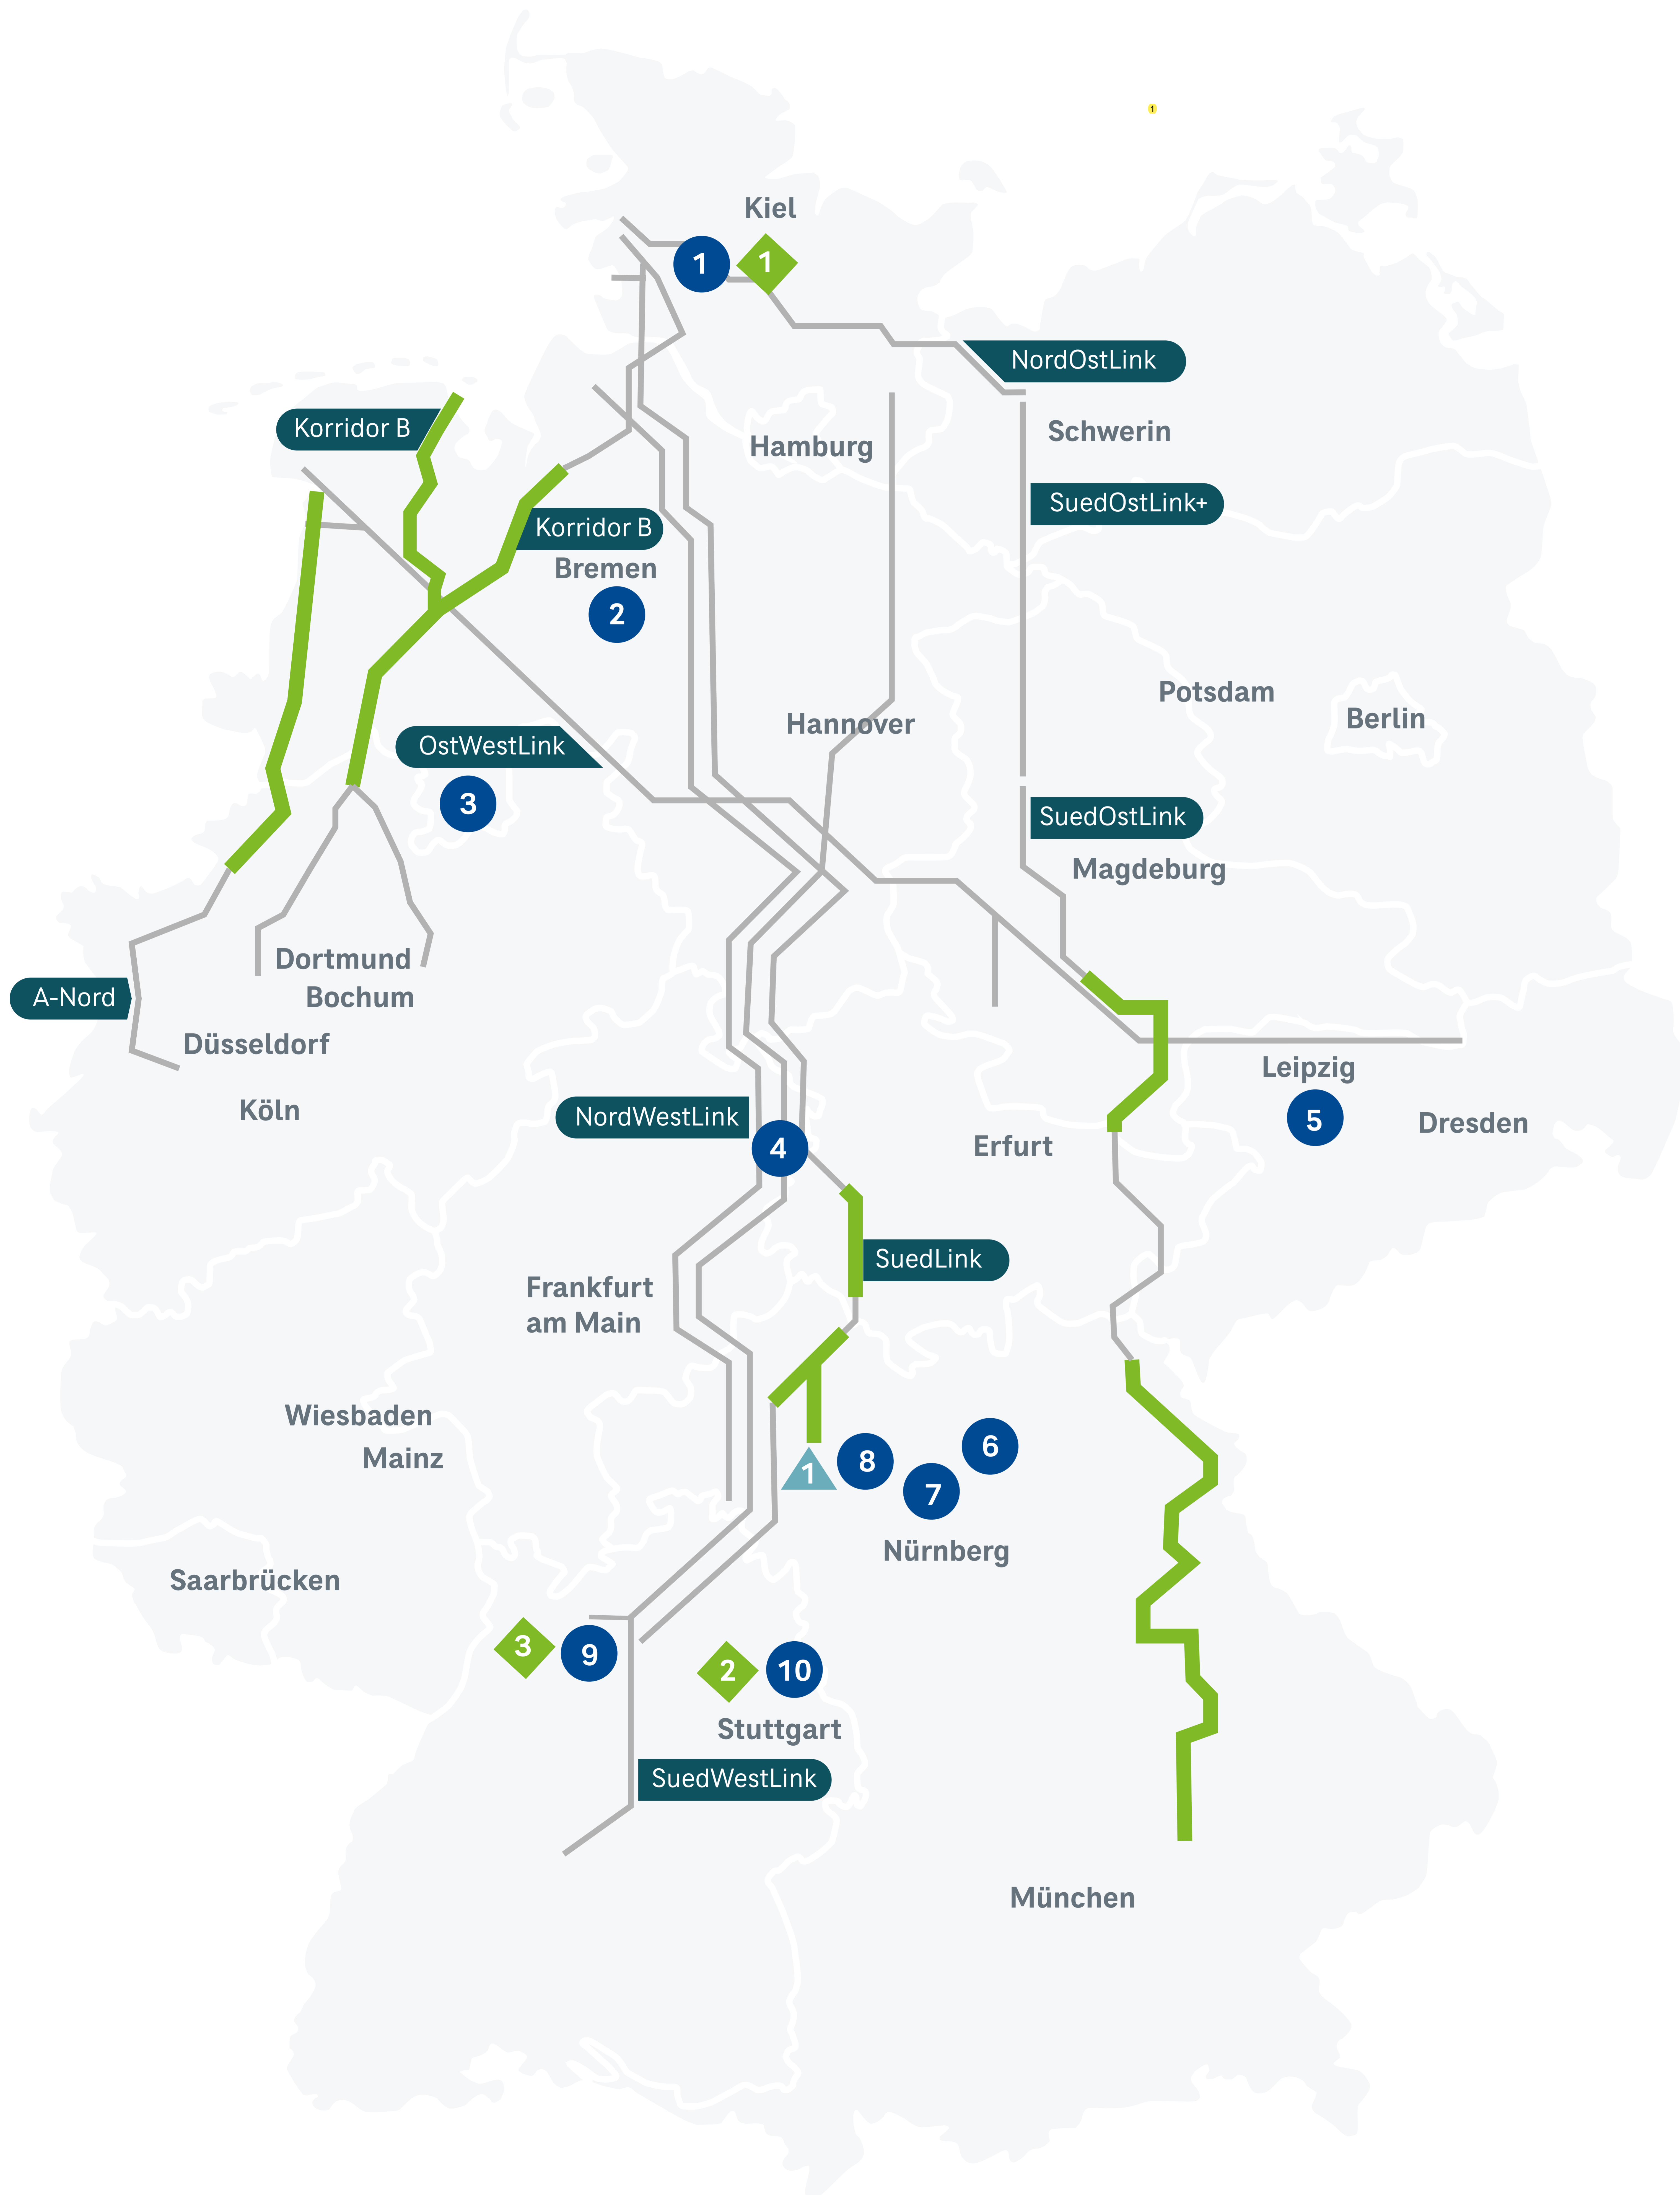 1
Kiel
1
1
NordOstLink
Korridor B
Schwerin
Hamburg
SuedOstLink+
Korridor B
Bremen
2
Potsdam
Berlin
Hannover
OstWestLink
3
SuedOstLink
Magdeburg
Dortmund
Bochum
A-Nord
Düsseldorf
Leipzig
5
Köln
NordWestLink
4
Dresden
Erfurt
SuedLink
Frankfurt
am Main
Wiesbaden
Mainz
1
8
6
7
Nürnberg
Saarbrücken
3
9
2
10
Stuttgart
SuedWestLink
München